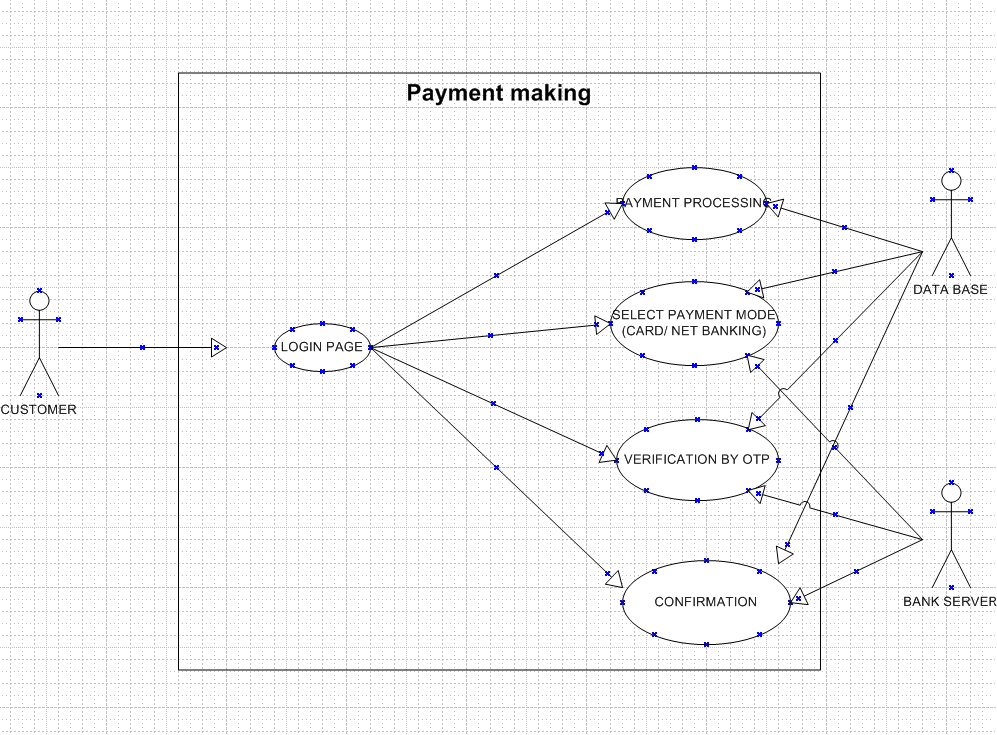 Payment making
PAYMENT PROCESSING
DATA BASE
SELECT PAYMENT MODE
(CARD/ NET BANKING)
LOGIN PAGE
CUSTOMER
VERIFICATION BY OTP
CONFIRMATION
BANK SERVER